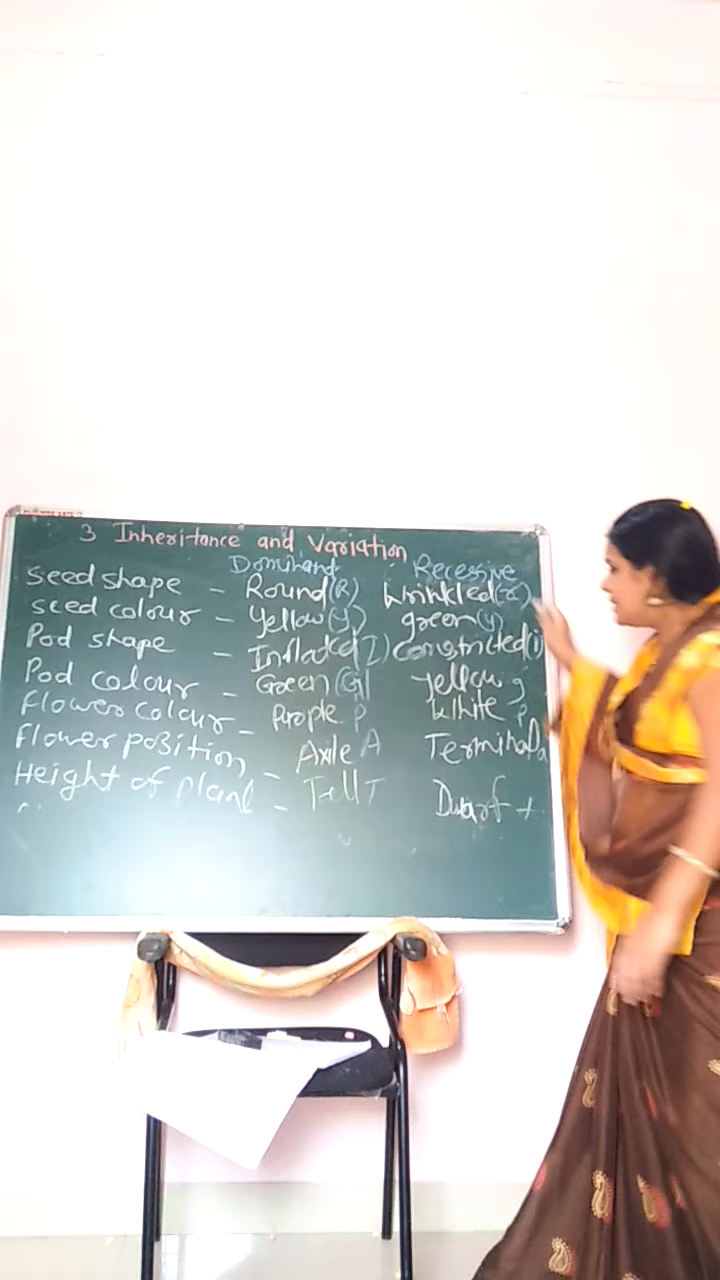 3 Inheritance and Variation
Dominant Recessive
Seed shape - Round(R) Wrinkled(r)
seed colour - Yellow(Y) green(y)
Pod shape - Inflated(I) Constricted(i)
Pod colour - Green(G) Yellow g
Flower colour - Purple P White p
Flower position - Axile A Terminal a
Height of plant - Tall T Dwarf t